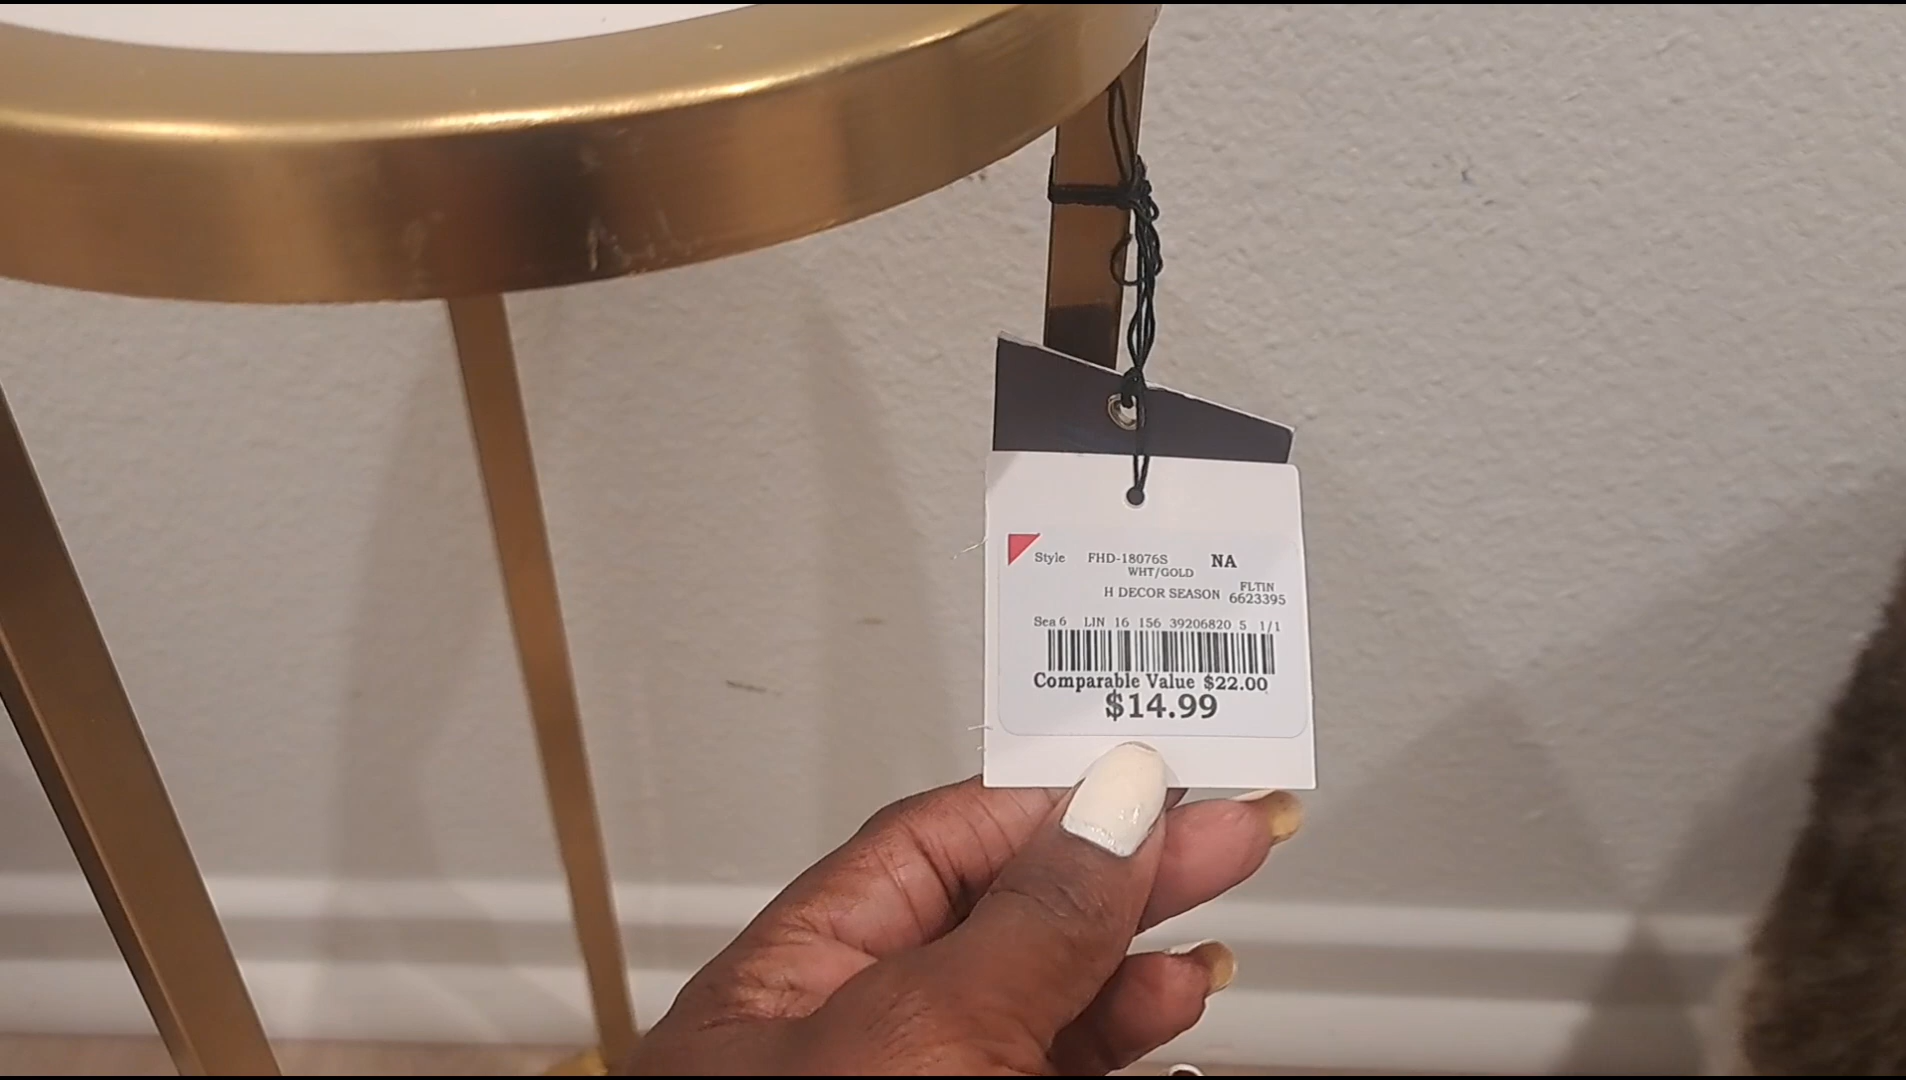 Style FHD-18076S NA
WHT/GOLD
FLTIN
H DECOR SEASON 6623395
Sea 6 LIN 16 156 39206820 5 1/1
Comparable Value $22.00
$14.99